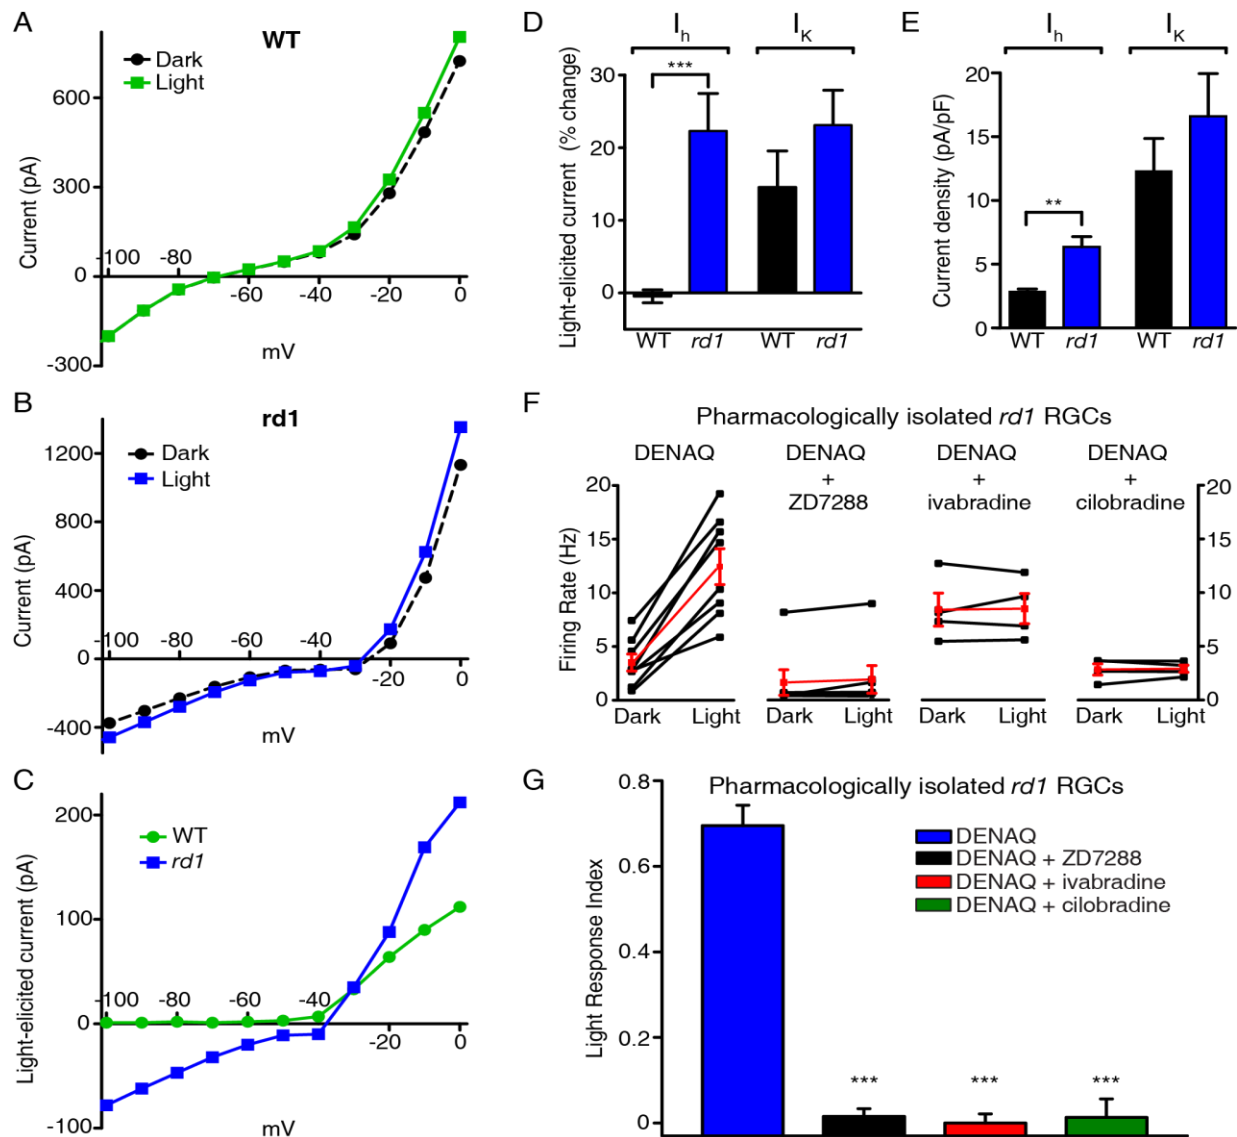 A
WT
Dark
Light
Current (pA)
600
300
0
-300
-100
-80
-60
-40
-20
0
mV
B
rd1
Dark
Light
Current (pA)
1200
800
400
0
-400
-100
-80
-60
-40
-20
0
mV
C
WT
rd1
Light-elicited current (pA)
200
100
0
-100
-100
-80
-60
-40
-20
0
mV
D
Ih
IK
Light-elicited current (% change)
30
20
10
0
***
WT
rd1
WT
rd1
E
Ih
IK
Current density (pA/pF)
20
15
10
5
0
**
WT
rd1
WT
rd1
F
Pharmacologically isolated rd1 RGCs
DENAQ
DENAQ
+
ZD7288
DENAQ
+
ivabradine
DENAQ
+
cilobradine
Firing Rate (Hz)
20
15
10
5
0
20
15
10
5
0
Dark
Light
Dark
Light
Dark
Light
Dark
Light
G
Pharmacologically isolated rd1 RGCs
Light Response Index
0.8
0.6
0.4
0.2
0
DENAQ
DENAQ + ZD7288
DENAQ + ivabradine
DENAQ + cilobradine
***
***
***